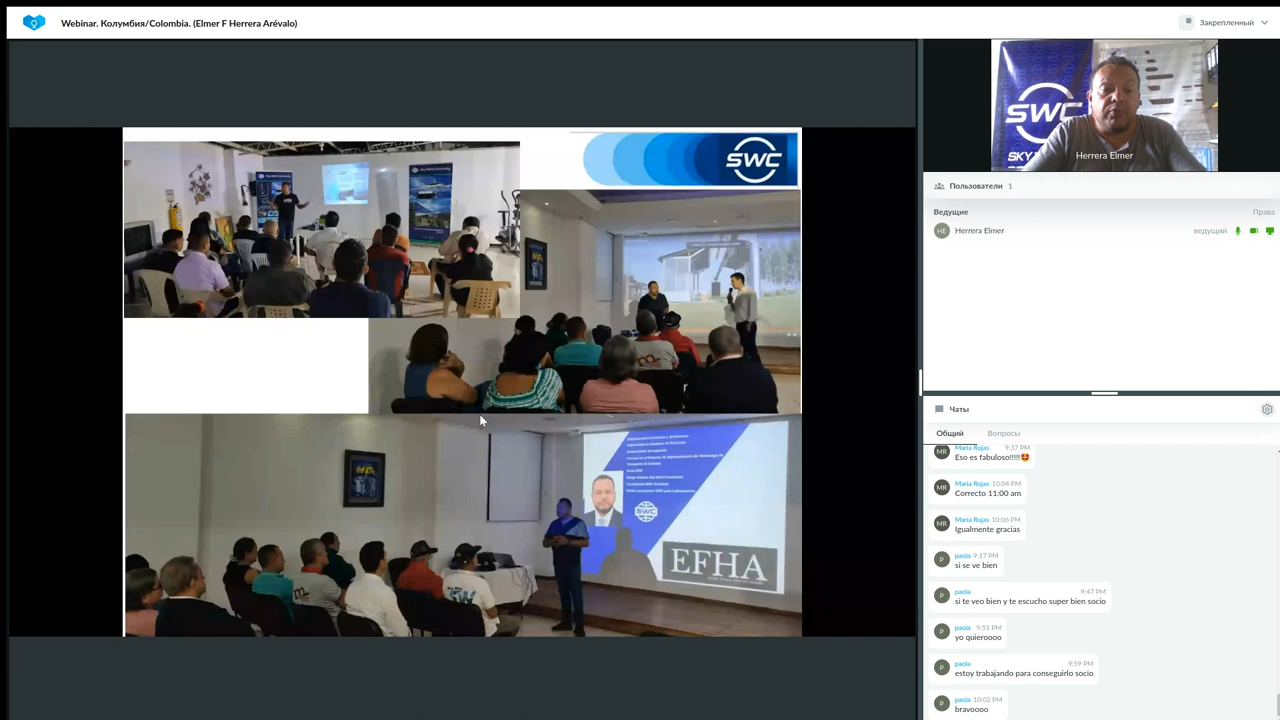 Webinar. Колумбия/Colombia. (Elmer F Herrera Arévalo)
Закрепленный
SWC
SWC
SKY
Herrera Elmer
Пользователи 1
Ведущие
Права
HE
Herrera Elmer
ведущий
SWC
EFHA
Чаты
Общий
Вопросы
MR
Maria Rojas 9:37 PM
Eso es fabuloso!!!!!🤩
MR
Maria Rojas 10:04 PM
Correcto 11:00 am
MR
Maria Rojas 10:06 PM
Igualmente gracias
P
paola 9:17 PM
si se ve bien
P
paola 9:47 PM
si te veo bien y te escucho super bien socio
P
paola 9:51 PM
yo quieroooo
P
paola 9:59 PM
estoy trabajando para conseguirlo socio
P
paola 10:02 PM
bravoooo